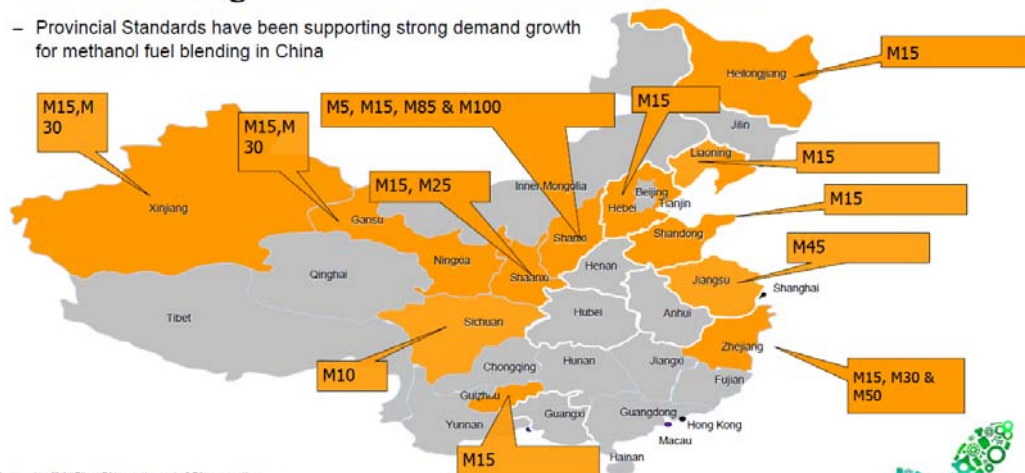 – Provincial Standards have been supporting strong demand growth
for methanol fuel blending in China
M15
Heilongjiang
M15,M
30
M5, M15, M85 & M100
M15
M15,M
30
Jilin
Liaoning
M15
M15, M25
Inner Mongolia
Beijing
Tianjin
Hebei
M15
Xinjiang
Gansu
Shanxi
Shandong
Ningxia
M45
Qinghai
Shaanxi
Henan
Jiangsu
Shanghai
Tibet
Sichuan
Hubei
Anhui
Zhejiang
M10
Chongqing
Hunan
Jiangxi
M15, M30 &
M50
Guizhou
Fujian
Yunnan
Guangxi
Guangdong
Hong Kong
Macau
M15
Hainan